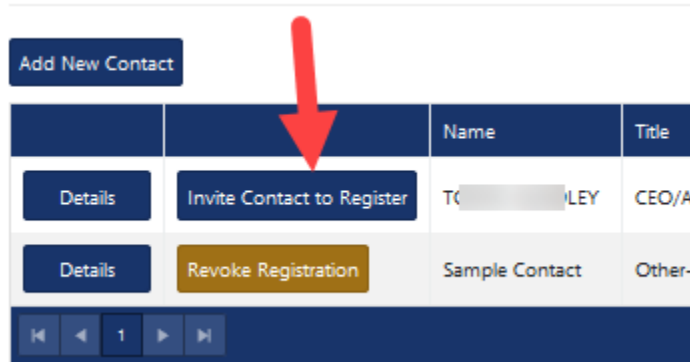 Add New Contact
Name Title
Details Invite Contact to Register CEO/A
Details Revoke Registration Sample Contact Other-
1